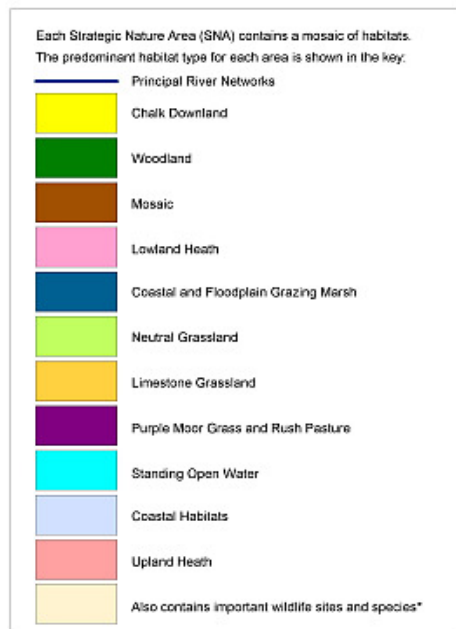 Each Strategic Nature Area (SNA) contains a mosaic of habitats.
The predominant habitat type for each area is shown in the key:
Principal River Networks
Chalk Downland
Woodland
Mosaic
Lowland Heath
Coastal and Floodplain Grazing Marsh
Neutral Grassland
Limestone Grassland
Purple Moor Grass and Rush Pasture
Standing Open Water
Coastal Habitats
Upland Heath
Also contains important wildlife sites and species*